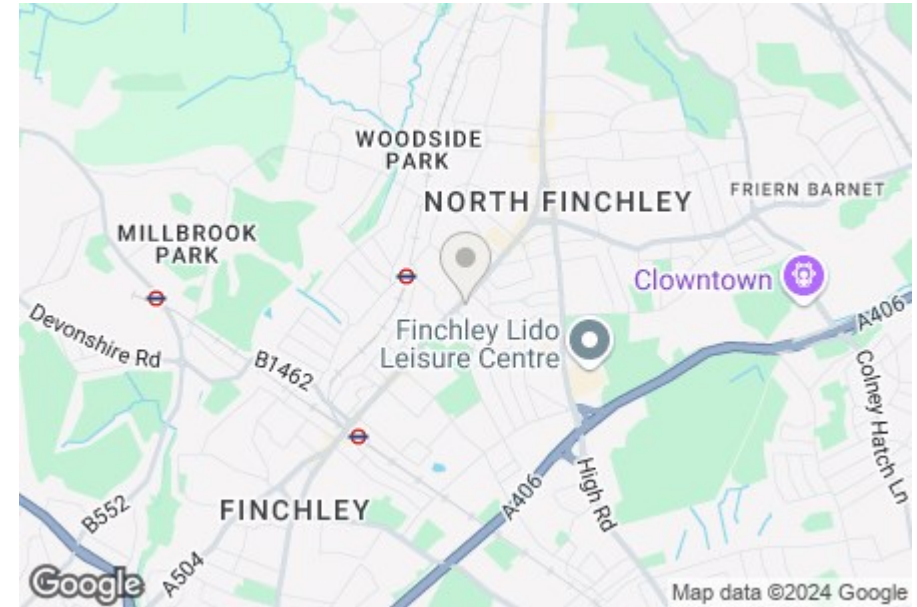 WOODSIDE
PARK
NORTH FINCHLEY
FRIERN BARNET
MILLBROOK
PARK
Clowntown
Devonshire Rd
B1462
Finchley Lido
Leisure Centre
A406
Colney Hatch Ln
A406
High Rd
FINCHLEY
B552
A504
Google
Map data ©2024 Google